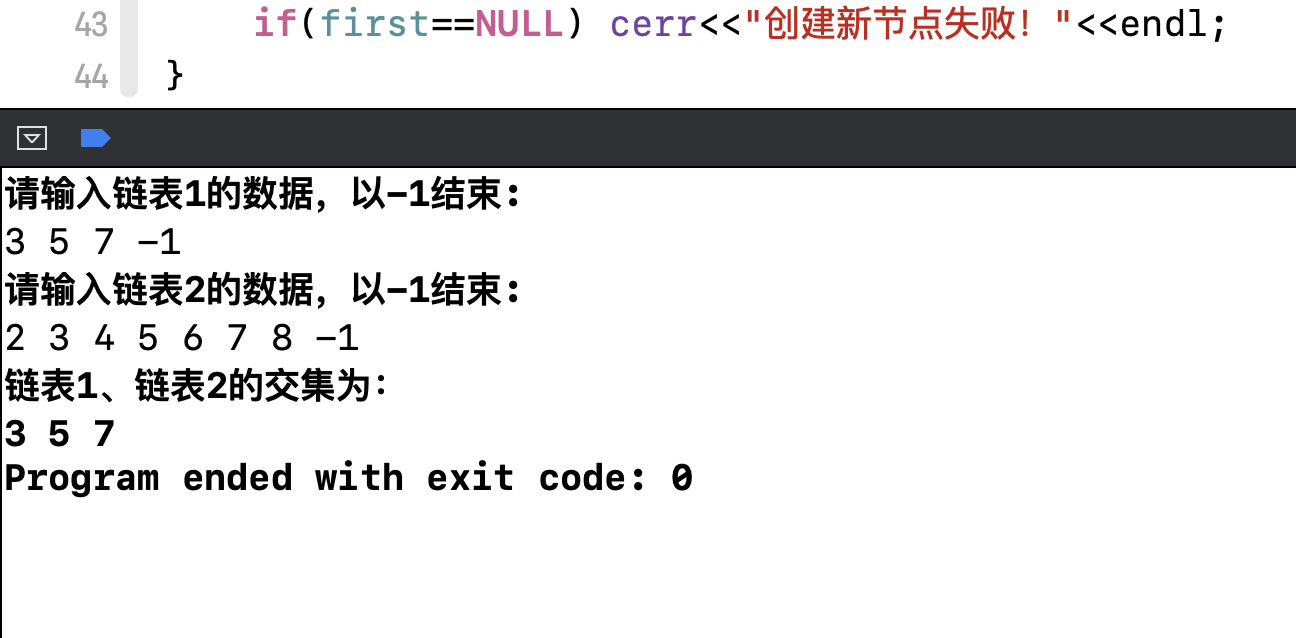 43 if(first==NULL) cerr<<"创建新节点失败！"<<endl;
44 }
请输入链表1的数据，以-1结束：
3 5 7 -1
请输入链表2的数据，以-1结束：
2 3 4 5 6 7 8 -1
链表1、链表2的交集为：
3 5 7
Program ended with exit code: 0